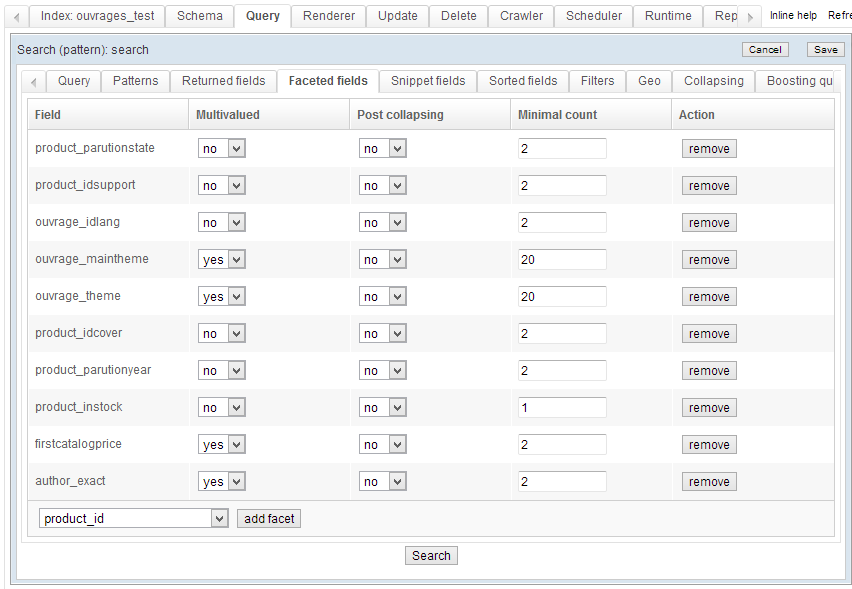 Index: ouvrages_test Schema Query Renderer Update Delete Crawler Scheduler Runtime Rep Inline help Refre
Search (pattern): search Cancel Save
Query Patterns Returned fields Faceted fields Snippet fields Sorted fields Filters Geo Collapsing Boosting qu
Field Multivalued Post collapsing Minimal count Action
product_parutionstate no no 2 remove
product_idsupport no no 2 remove
ouvrage_idlang no no 2 remove
ouvrage_maintheme yes no 20 remove
ouvrage_theme yes no 20 remove
product_idcover no no 2 remove
product_parutionyear no no 2 remove
product_instock no no 1 remove
firstcatalogprice yes no 2 remove
author_exact yes no 2 remove
product_id add facet
Search